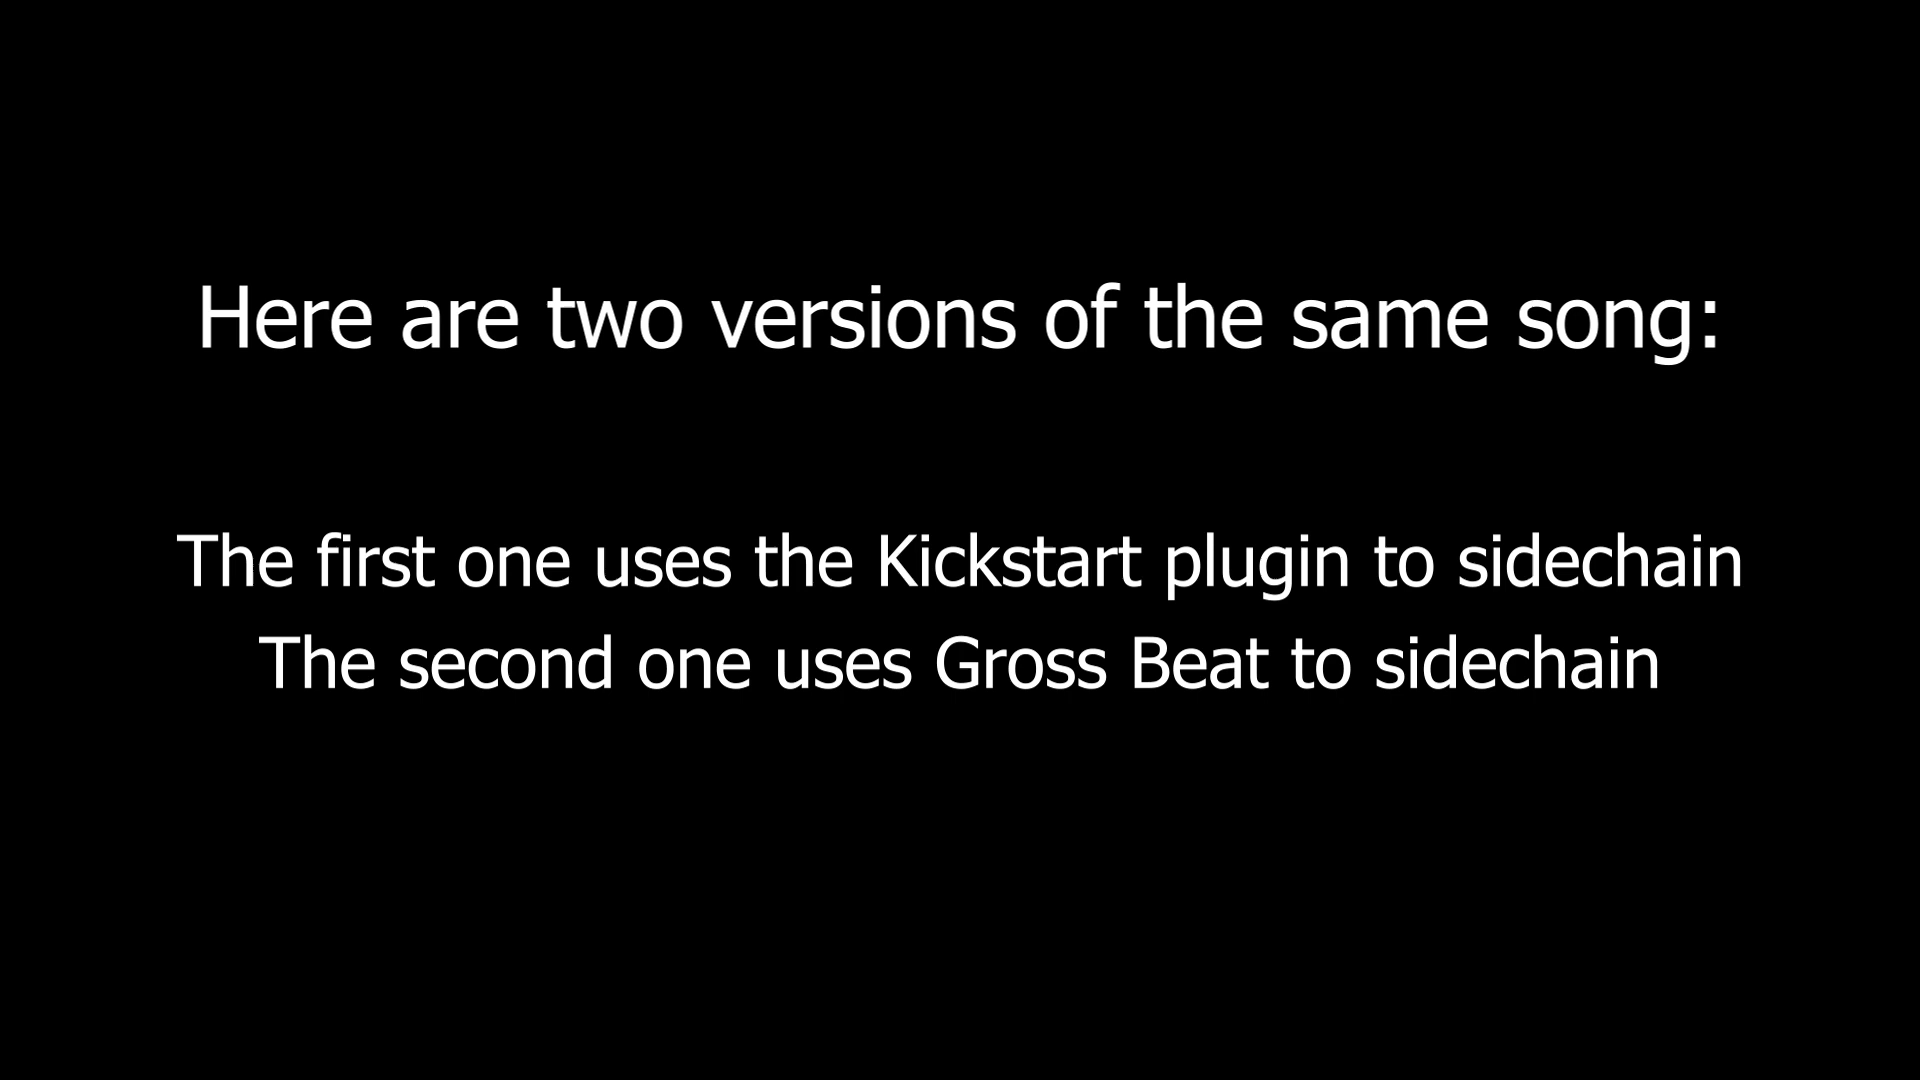 Here are two versions of the same song:
The first one uses the Kickstart plugin to sidechain
The second one uses Gross Beat to sidechain